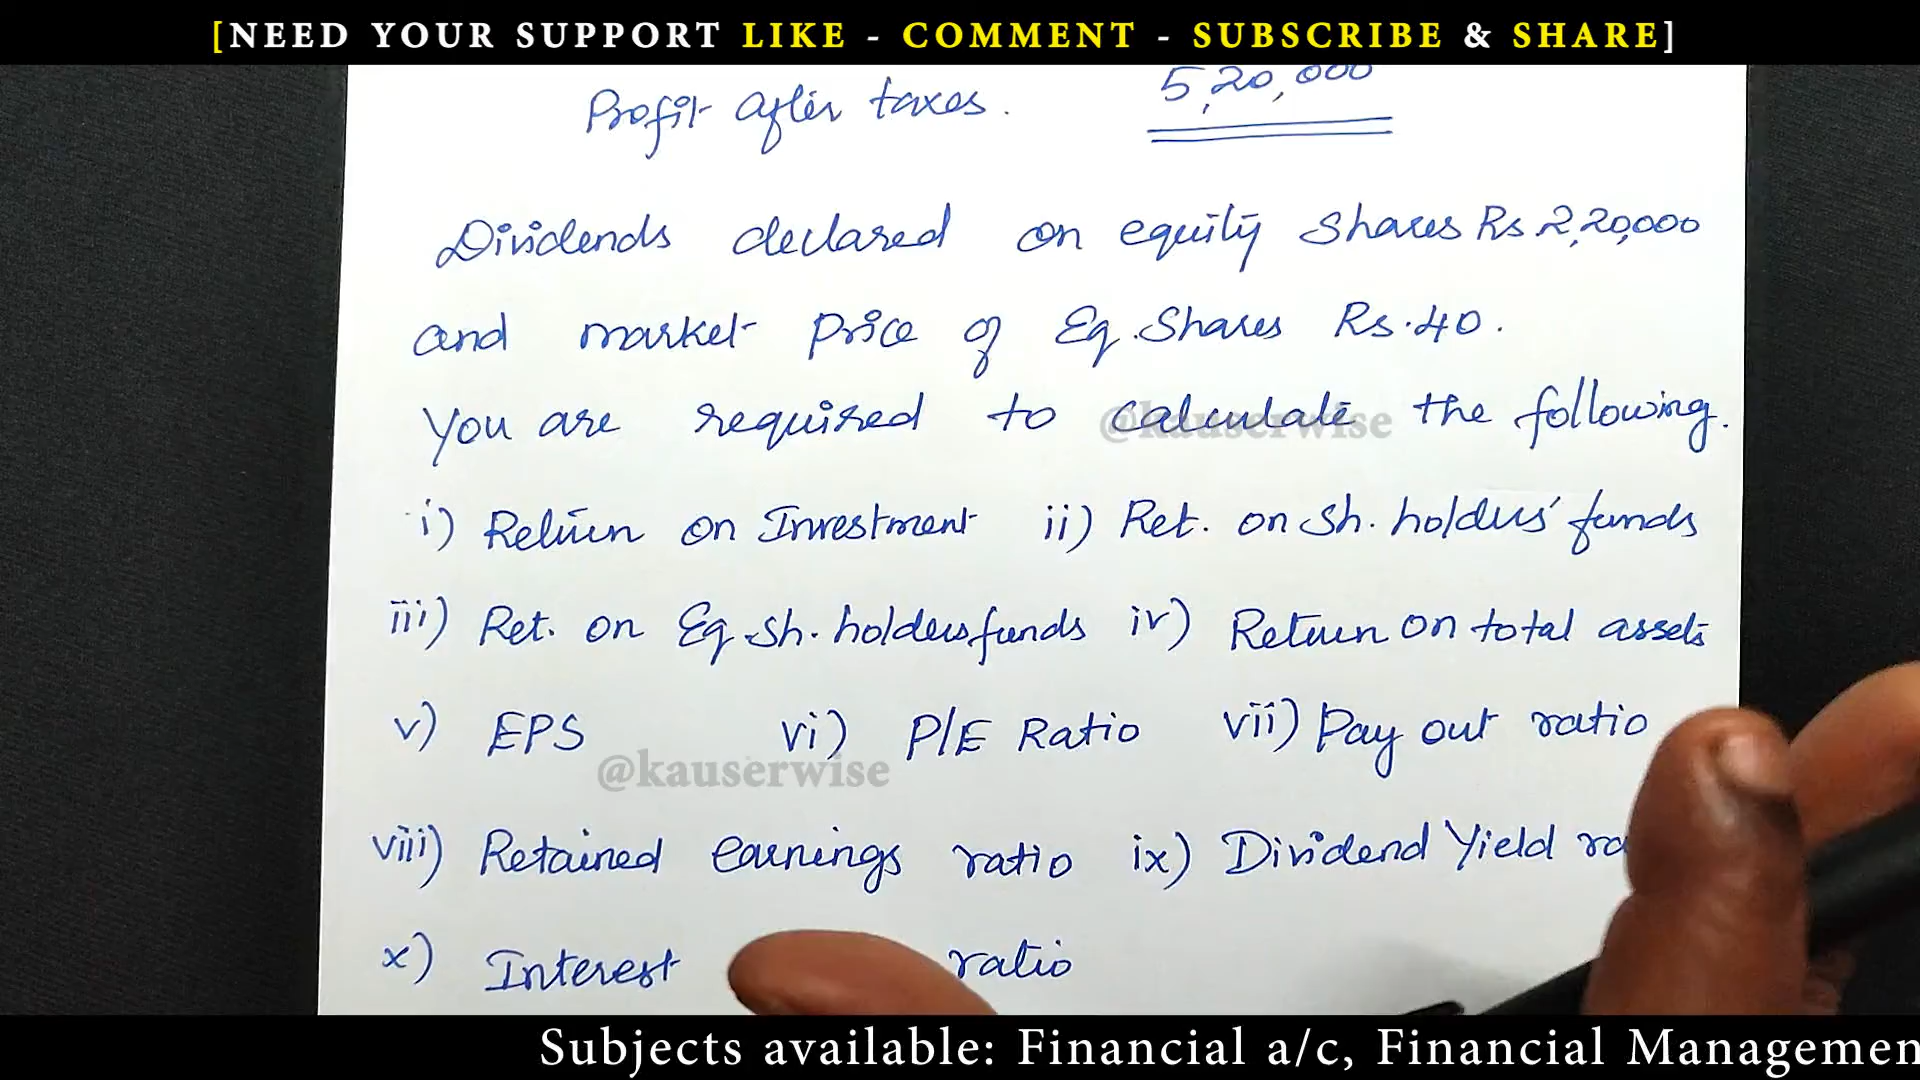 [NEED YOUR SUPPORT LIKE - COMMENT - SUBSCRIBE & SHARE]
Profit after taxes. 5,20,000
Dividends declared on equity shares Rs 2,20,000
and market price of Eq. Shares Rs. 40.
You are required to calculate the following.
@kauserwise
i) Return on Investment ii) Ret. on sh. holders' funds
iii) Ret. on Eq. sh. holders funds iv) Return on total assets
v) EPS vi) P/E Ratio vii) Pay out ratio
@kauserwise
viii) Retained earnings ratio ix) Dividend Yield
x) Interest ratio
Subjects available: Financial a/c, Financial Managemen